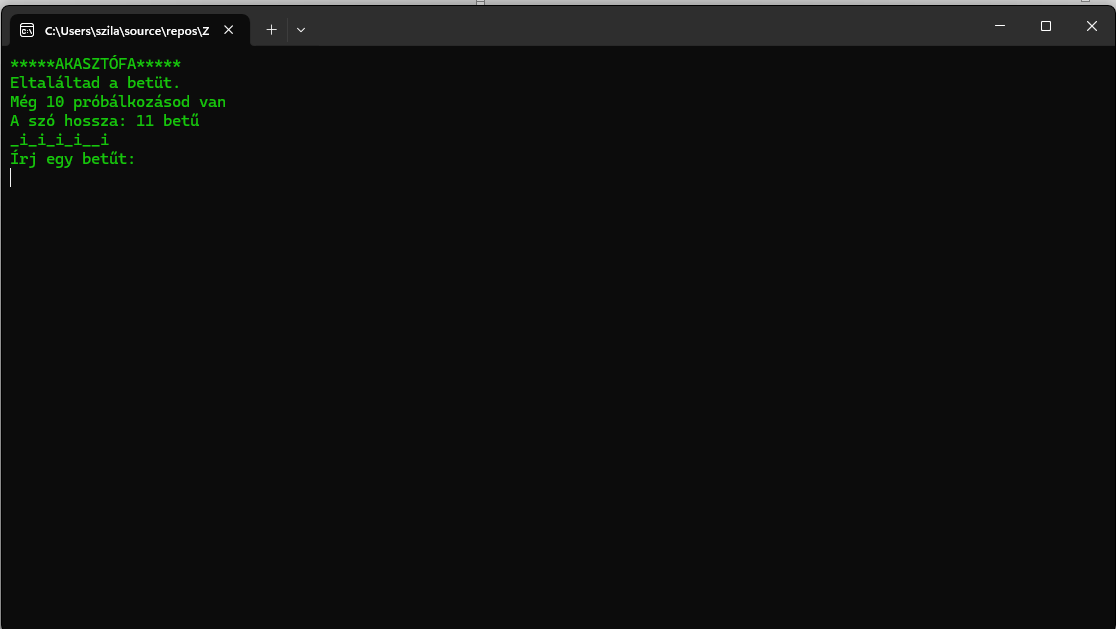 C:\Users\szila\source\repos\Z
*****AKASZTÓFA*****
Eltaláltad a betüt.
Még 10 próbálkozásod van
A szó hossza: 11 betű
_i_i_i_i__i
Írj egy betűt: